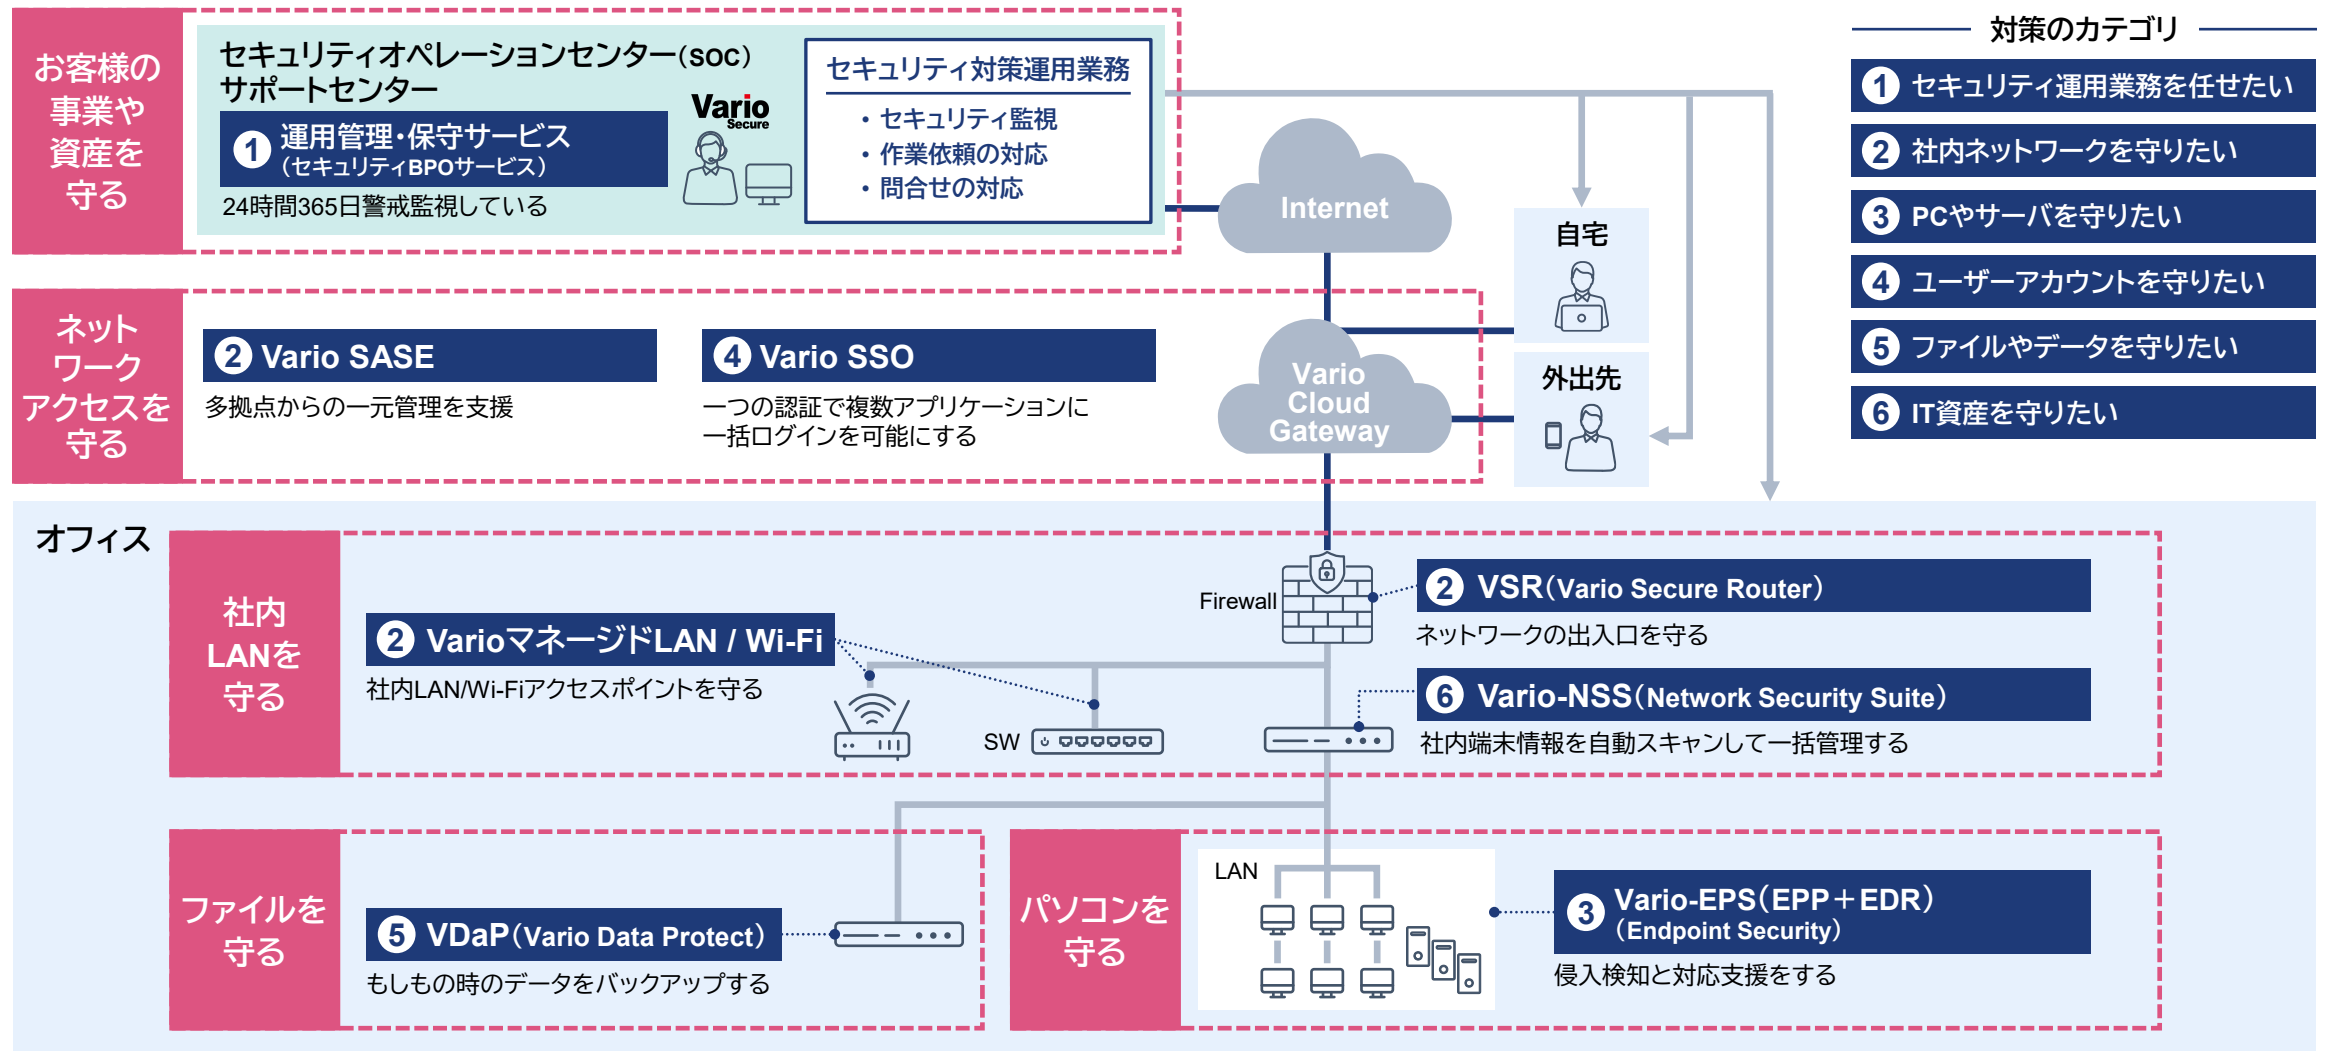 お客様の
事業や
資産を
守る
セキュリティオペレーションセンター（SOC）
サポートセンター
1 運用管理・保守サービス
（セキュリティBPOサービス）
24時間365日警戒監視している
Vario
Secure
セキュリティ対策運用業務
・セキュリティ監視
・作業依頼の対応
・問合せの対応
Internet
自宅
外出先
対策のカテゴリ
1 セキュリティ運用業務を任せたい
2 社内ネットワークを守りたい
3 PCやサーバを守りたい
4 ユーザーアカウントを守りたい
5 ファイルやデータを守りたい
6 IT資産を守りたい
ネット
ワーク
アクセスを
守る
2 Vario SASE
多拠点からの一元管理を支援
4 Vario SSO
一つの認証で複数アプリケーションに
一括ログインを可能にする
Vario
Cloud
Gateway
オフィス
社内
LANを
守る
2 VarioマネージドLAN / Wi-Fi
社内LAN/Wi-Fiアクセスポイントを守る
SW
Firewall
2 VSR（Vario Secure Router）
ネットワークの出入口を守る
6 Vario-NSS（Network Security Suite）
社内端末情報を自動スキャンして一括管理する
ファイルを
守る
5 VDaP（Vario Data Protect）
もしもの時のデータをバックアップする
パソコンを
守る
LAN
3 Vario-EPS（EPP＋EDR）
（Endpoint Security）
侵入検知と対応支援をする